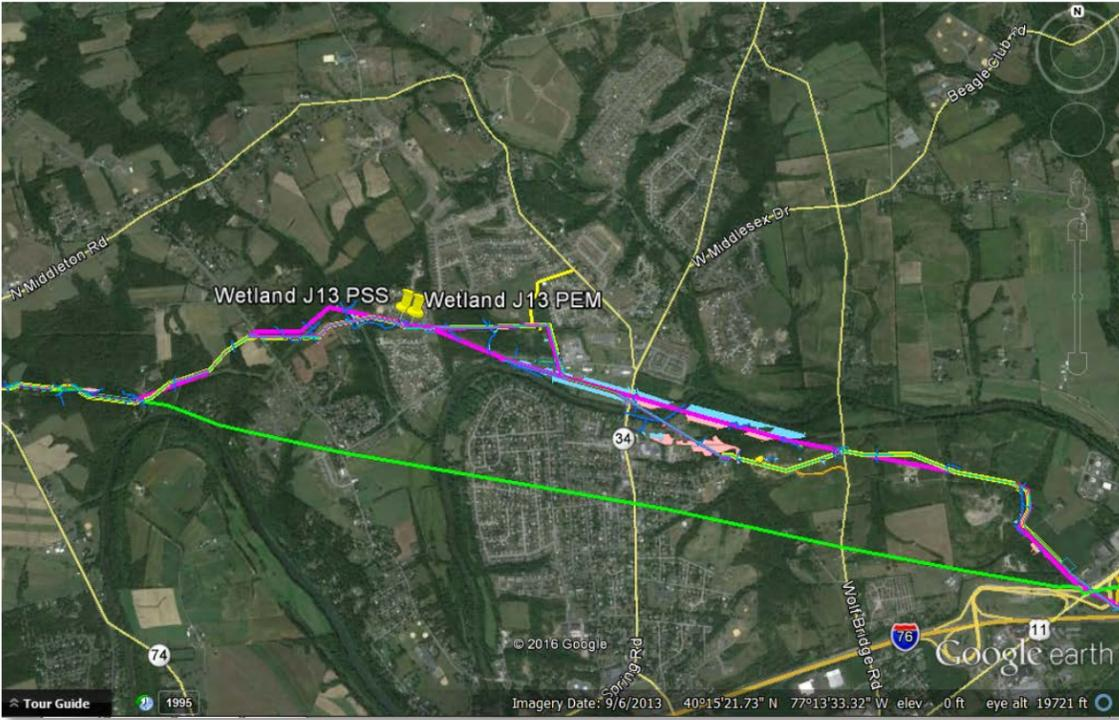 N
Beagle Club Rd
W Middlesex Dr
N Middleton Rd
Wetland J13 PSS
Wetland J13 PEM
34
Wolf Bridge Rd
© 2016 Google
76
11
Google earth
74
Spring Rd
Tour Guide
1995
Imagery Date: 9/6/2013 40°15'21.73" N 77°13'33.32" W elev 0 ft eye alt 19721 ft